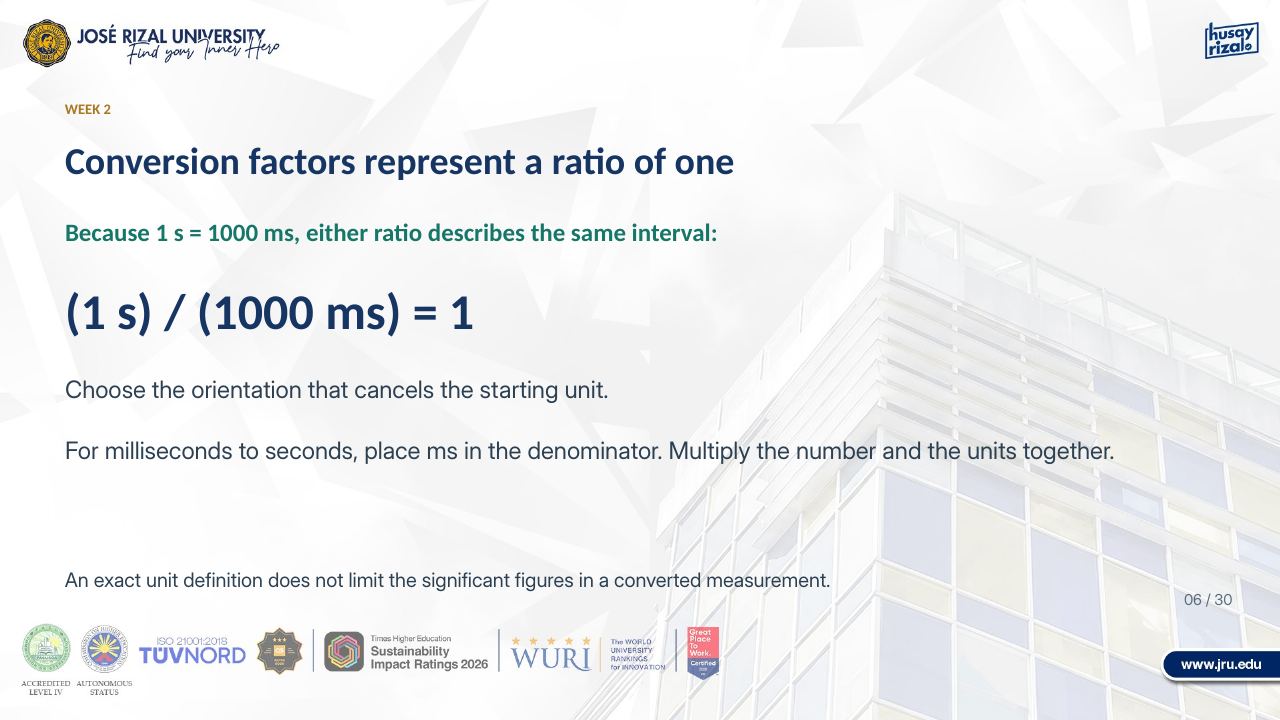 JOSÉ RIZAL UNIVERSITY
Find your Inner Hero
husay
rizal
WEEK 2
Conversion factors represent a ratio of one
Because 1 s = 1000 ms, either ratio describes the same interval:
(1 s) / (1000 ms) = 1
Choose the orientation that cancels the starting unit.
For milliseconds to seconds, place ms in the denominator. Multiply the number and the units together.
An exact unit definition does not limit the significant figures in a converted measurement.
06 / 30
ACCREDITED
LEVEL IV
AUTONOMOUS
STATUS
ISO 21001:2018
TÜVNORD
Times Higher Education
Sustainability
Impact Ratings 2026
WURI
The WORLD
UNIVERSITY
RANKINGS
for INNOVATION
Great
Place
To
Work.
Certified
www.jru.edu